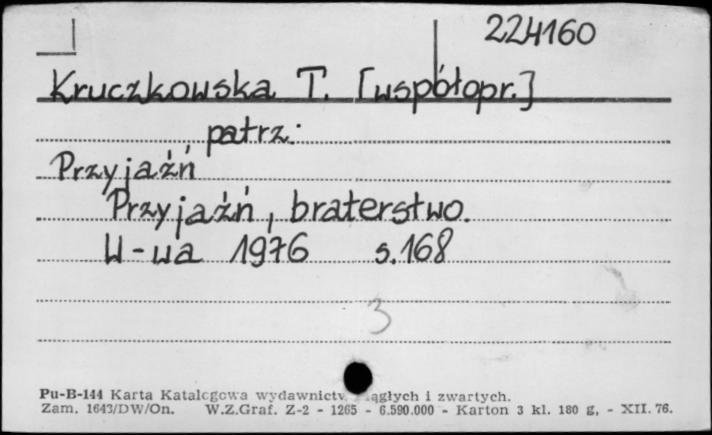 224160
Kruczkowska T. [współopr.]
patrz:
Przyjaźń
Przyjaźń, braterstwo.
W-wa 1976 s.168
3
Pu-B-144 Karta Katalogowa wydawnictw ciągłych i zwartych.
Zam. 1643/DW/On. W.Z.Graf. Z-2 - 1265 - 6.590.000 - Karton 3 kl. 180 g, - XII. 76.